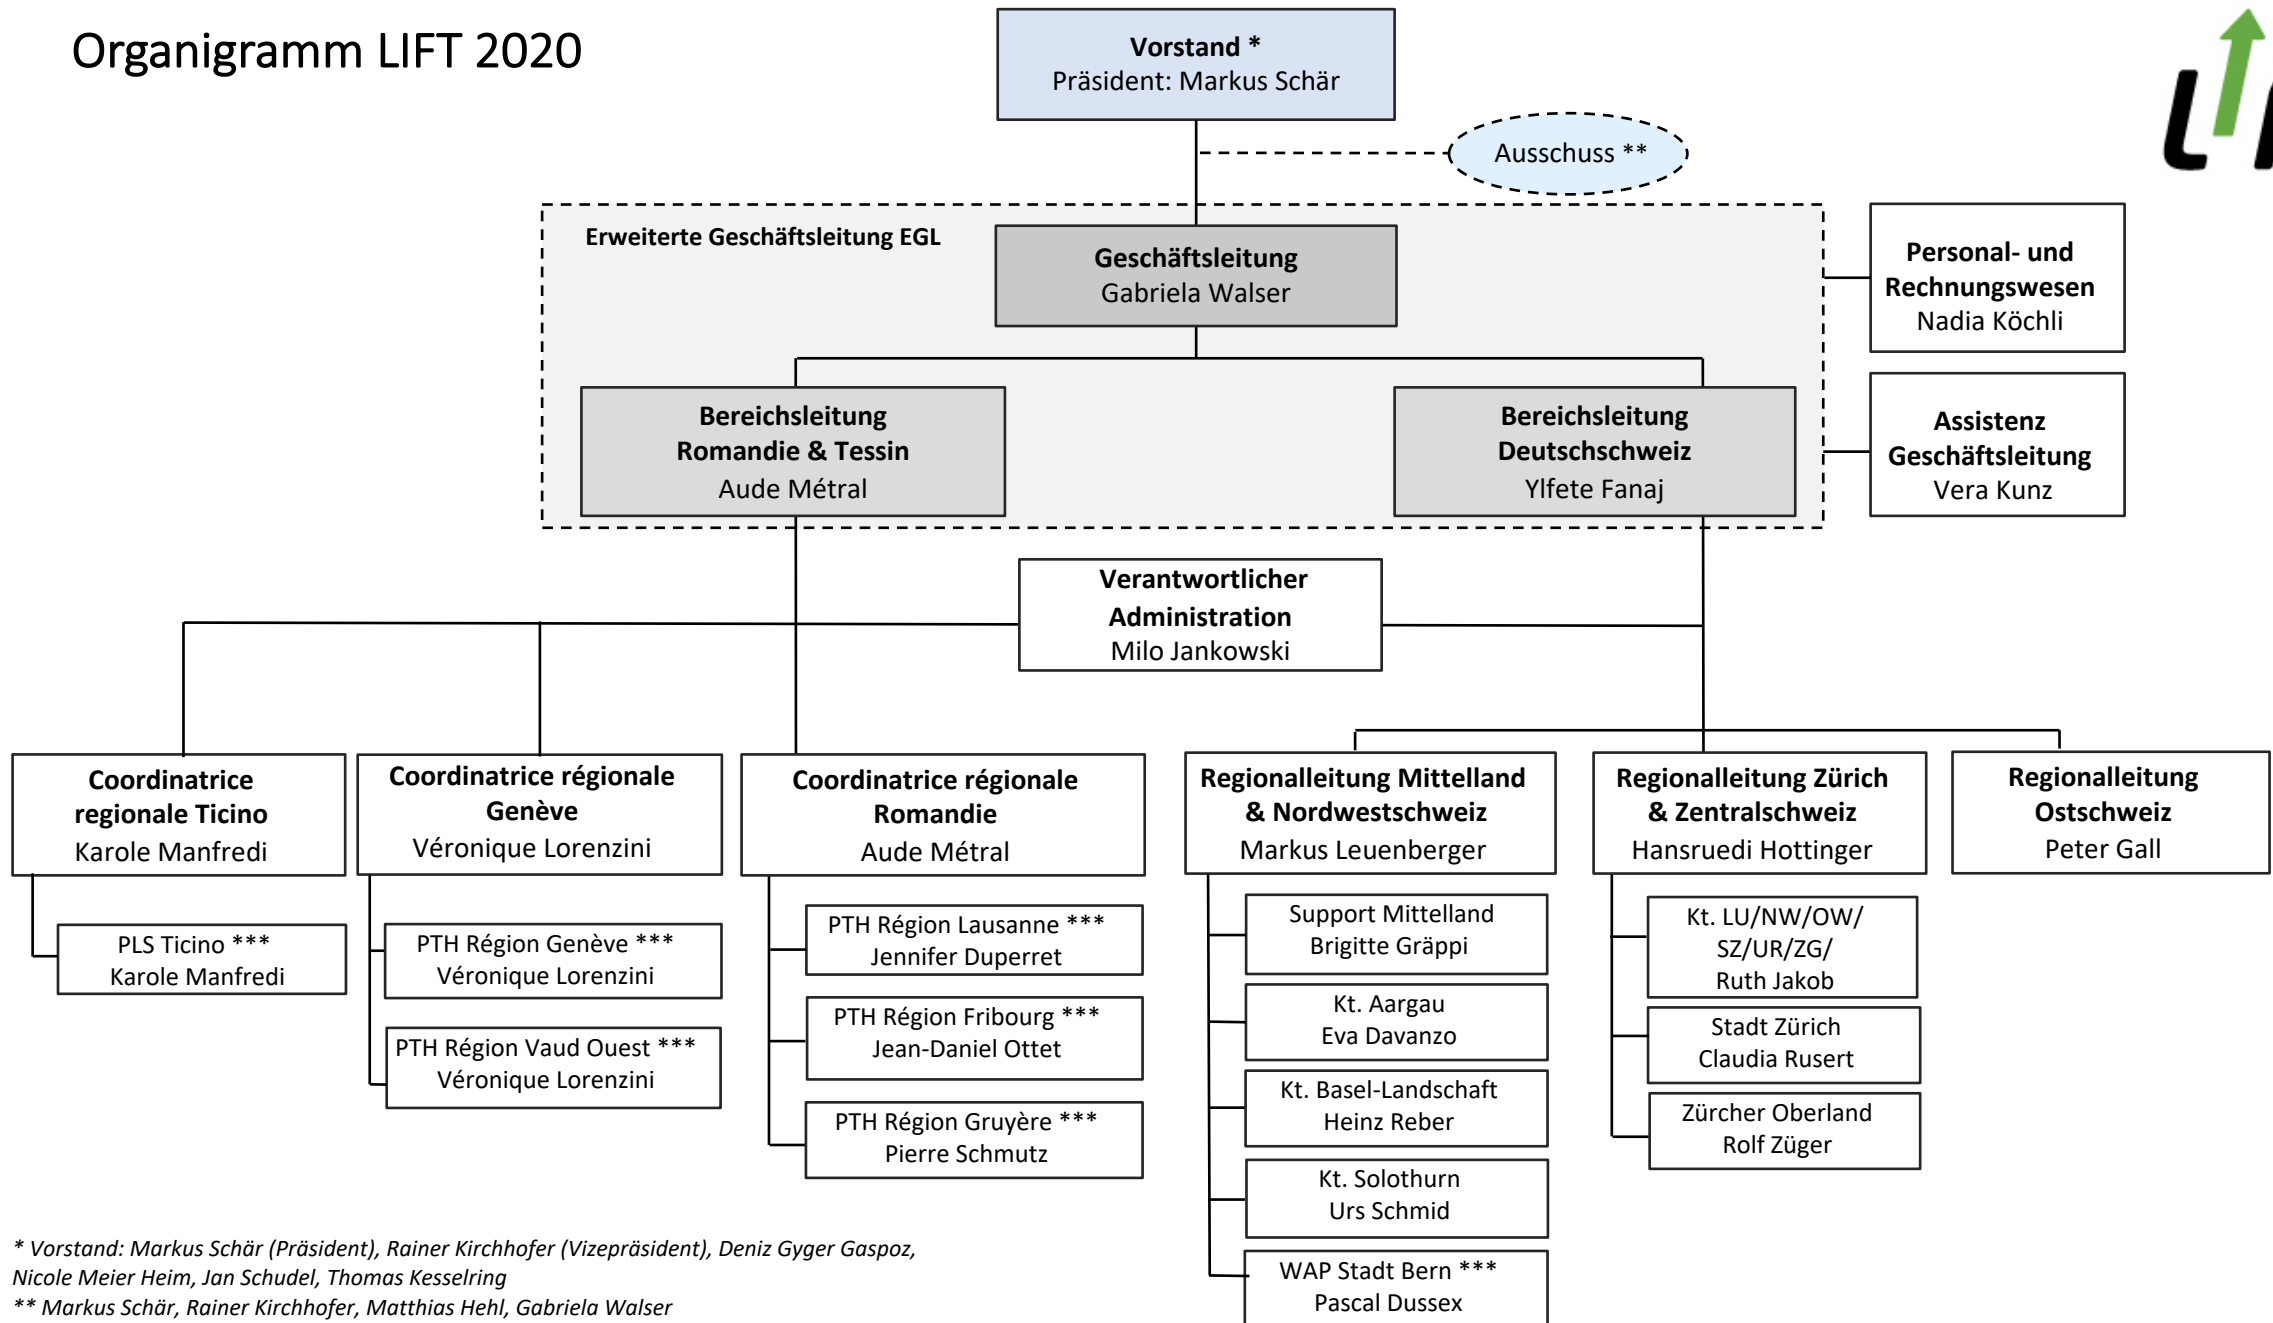 Organigramm LIFT 2020
Vorstand *
Präsident: Markus Schär
Ausschuss **
Erweiterte Geschäftsleitung EGL
Geschäftsleitung
Gabriela Walser
Personal- und
Rechnungswesen
Nadia Köchli
Bereichsleitung
Romandie & Tessin
Aude Métral
Bereichsleitung
Deutschschweiz
Ylfete Fanaj
Assistenz
Geschäftsleitung
Vera Kunz
Verantwortlicher
Administration
Milo Jankowski
Coordinatrice
regionale Ticino
Karole Manfredi
Coordinatrice régionale
Genève
Véronique Lorenzini
Coordinatrice régionale
Romandie
Aude Métral
Regionalleitung Mittelland
& Nordwestschweiz
Markus Leuenberger
Regionalleitung Zürich
& Zentralschweiz
Hansruedi Hottinger
Regionalleitung
Ostschweiz
Peter Gall
PLS Ticino ***
Karole Manfredi
PTH Région Genève ***
Véronique Lorenzini
PTH Région Vaud Ouest ***
Véronique Lorenzini
PTH Région Lausanne ***
Jennifer Duperret
PTH Région Fribourg ***
Jean-Daniel Ottet
PTH Région Gruyère ***
Pierre Schmutz
Support Mittelland
Brigitte Gräppi
Kt. Aargau
Eva Davanzo
Kt. Basel-Landschaft
Heinz Reber
Kt. Solothurn
Urs Schmid
WAP Stadt Bern ***
Pascal Dussex
Kt. LU/NW/OW/
SZ/UR/ZG/
Ruth Jakob
Stadt Zürich
Claudia Rusert
Zürcher Oberland
Rolf Züger
* Vorstand: Markus Schär (Präsident), Rainer Kirchhofer (Vizepräsident), Deniz Gyger Gaspoz,
Nicole Meier Heim, Jan Schudel, Thomas Kesselring
** Markus Schär, Rainer Kirchhofer, Matthias Hehl, Gabriela Walser